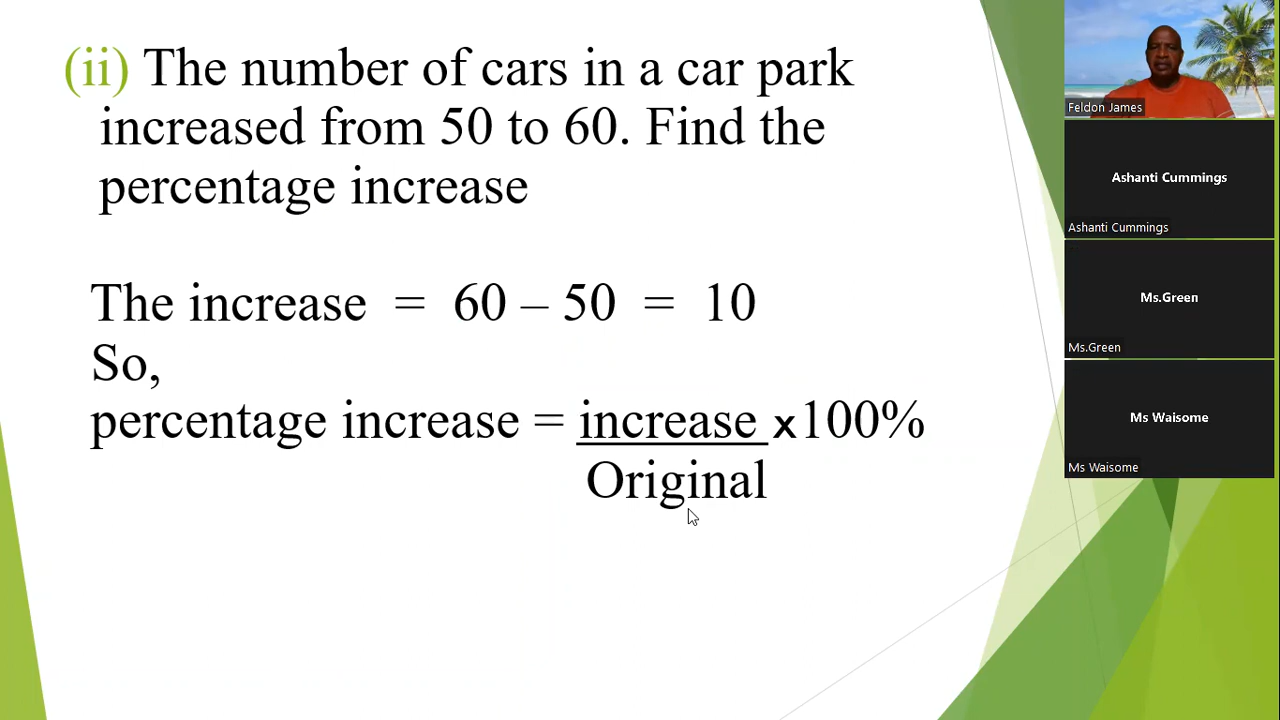 (ii) The number of cars in a car park
increased from 50 to 60. Find the
percentage increase
The increase = 60 – 50 = 10
So,
percentage increase = increase x100%
Original
Feldon James
Ashanti Cummings
Ashanti Cummings
Ms.Green
Ms.Green
Ms Waisome
Ms Waisome